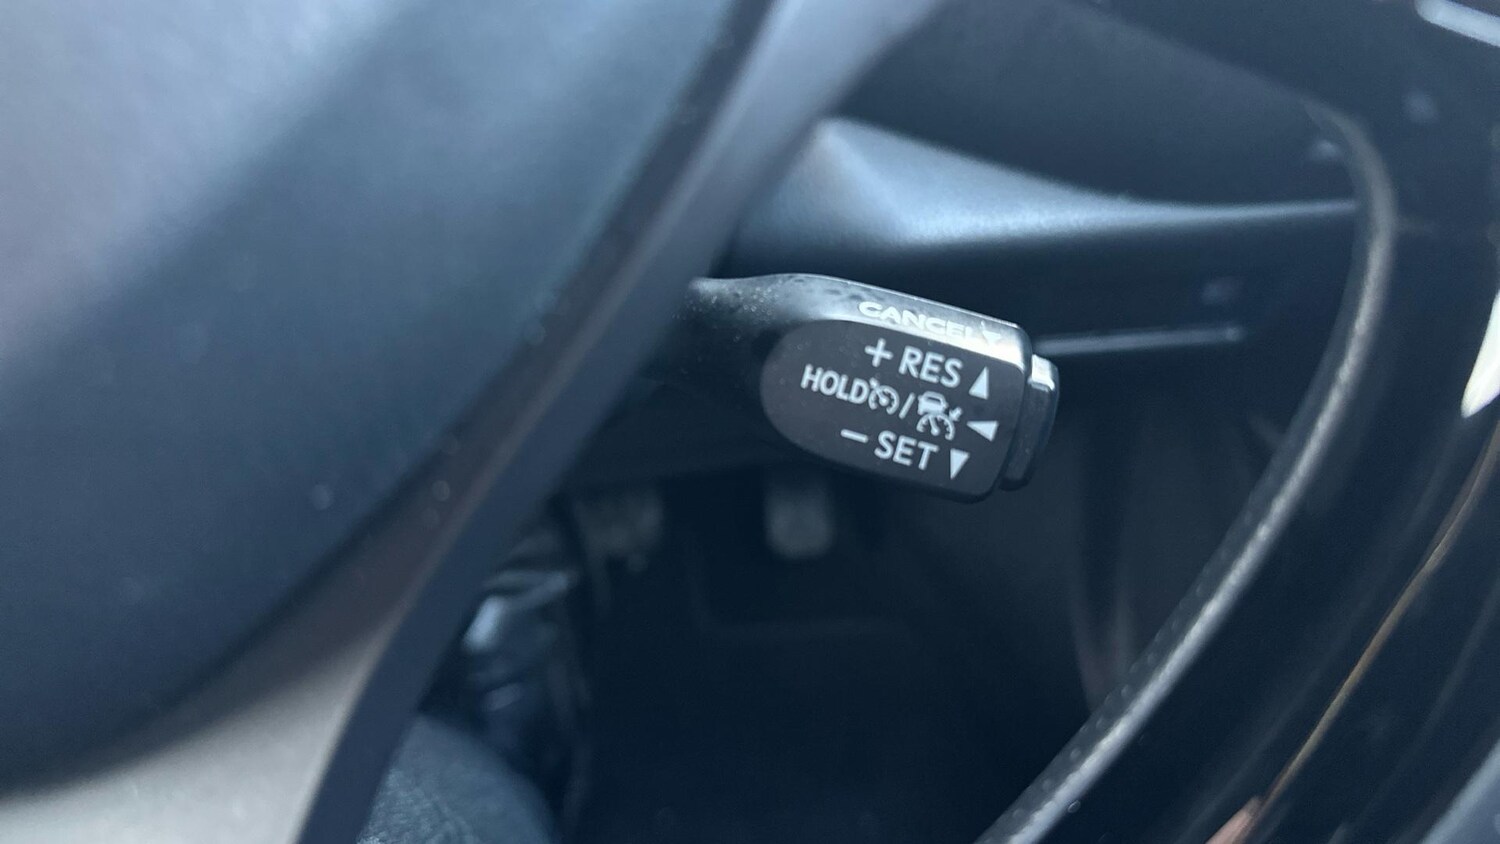 CANCEL
+ RES
HOLD /
− SET